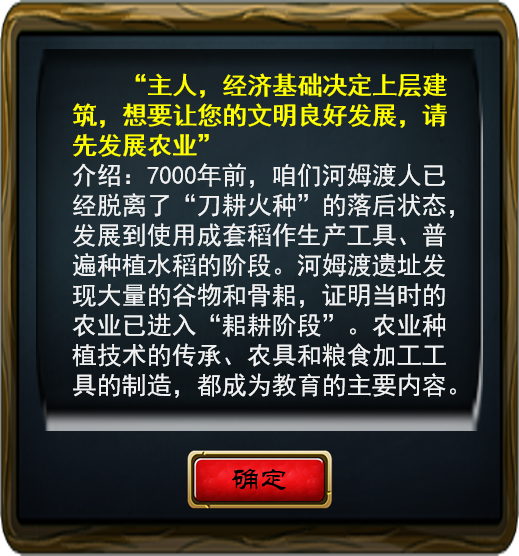 “主人，经济基础决定上层建
筑，想要让您的文明良好发展，请
先发展农业”
介绍：7000年前，咱们河姆渡人已
经脱离了“刀耕火种”的落后状态，
发展到使用成套稻作生产工具、普
遍种植水稻的阶段。河姆渡遗址发
现大量的谷物和骨耜，证明当时的
农业已进入“耜耕阶段”。农业种
植技术的传承、农具和粮食加工工
具的制造，都成为教育的主要内容。
确定